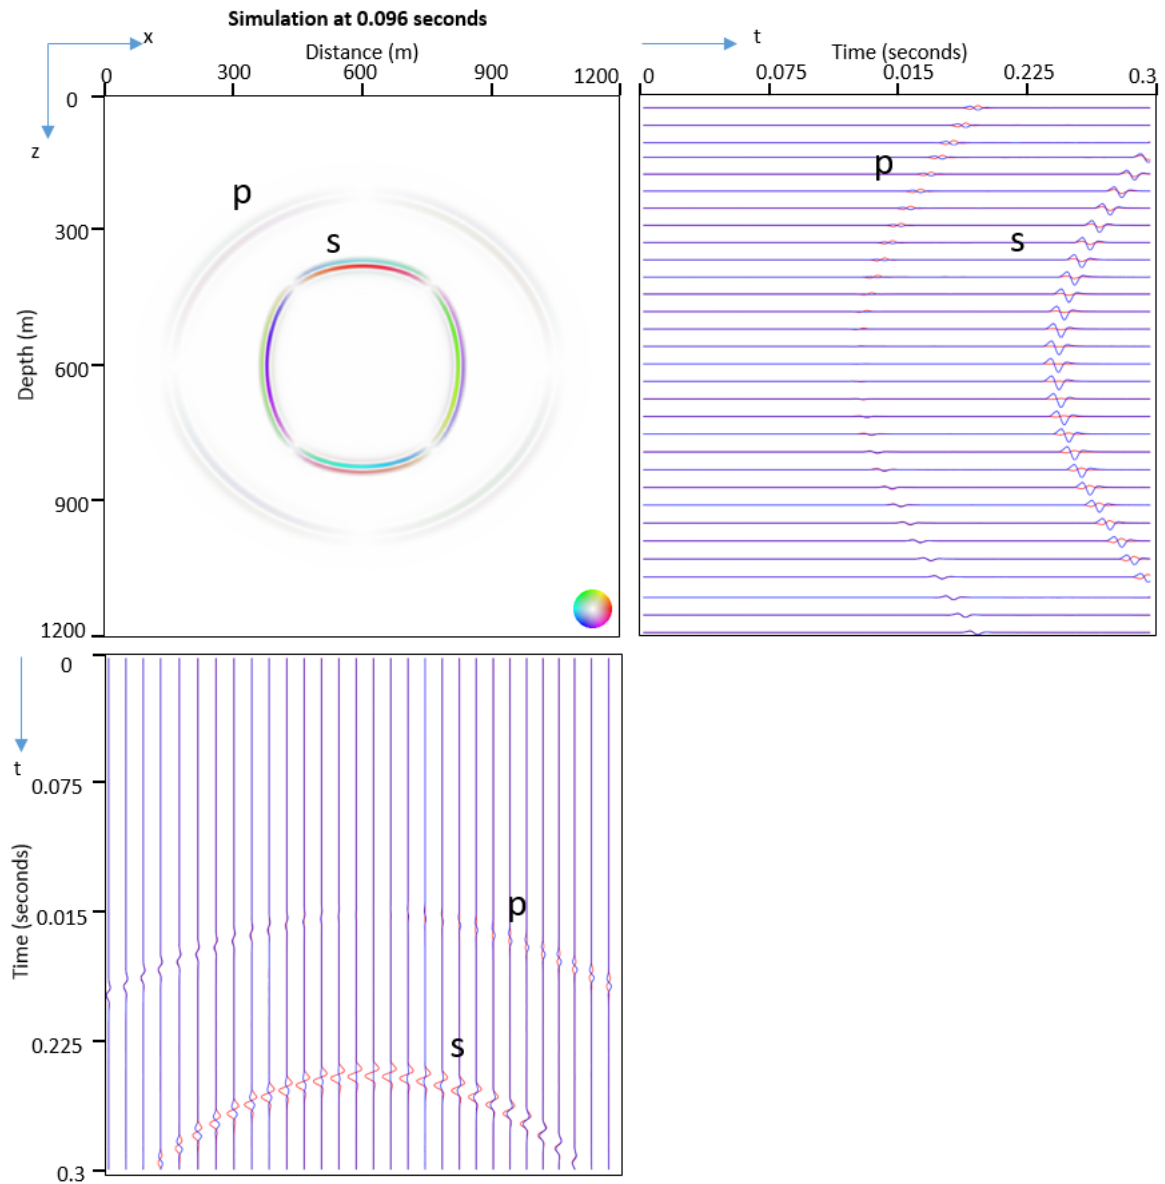 Simulation at 0.096 seconds
x
Distance (m)
0 300 600 900 1200
t
Time (seconds)
0 0.075 0.015 0.225 0.3
0
z
p
s
300
Depth (m)
600
900
1200
p
s
0
t
0.075
Time (seconds)
0.015
p
0.225
s
0.3